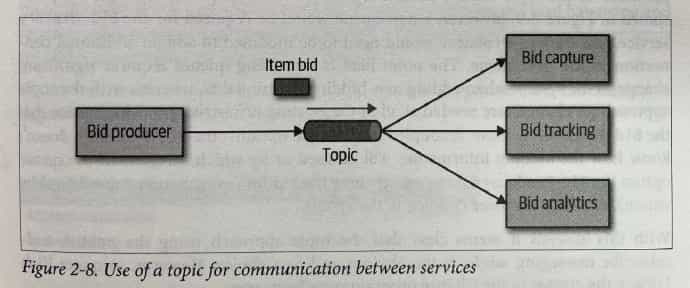 Item bid
Bid capture
Bid producer
Bid tracking
Topic
Bid analytics
Figure 2-8. Use of a topic for communication between services